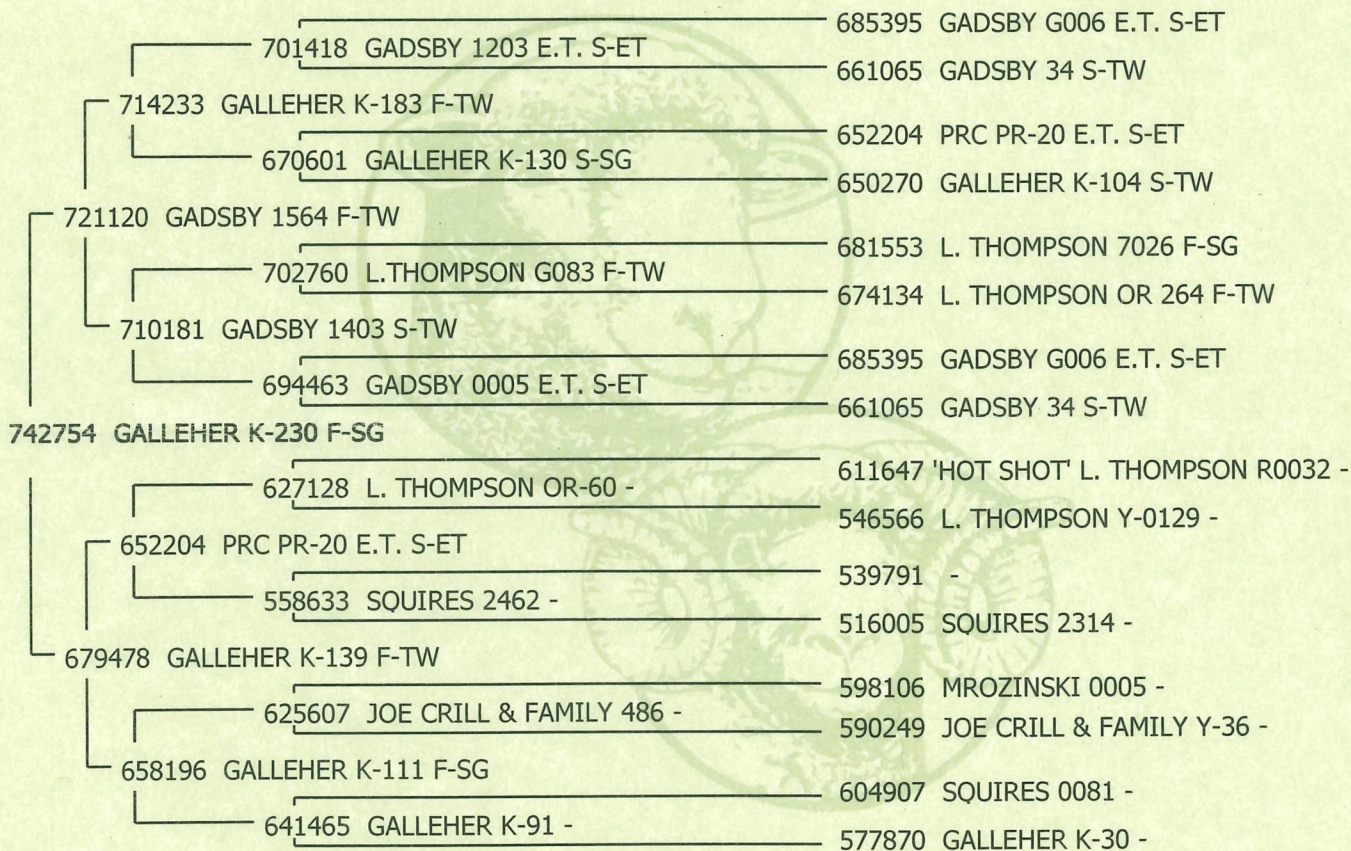 685395 GADSBY G006 E.T. S-ET
701418 GADSBY 1203 E.T. S-ET
661065 GADSBY 34 S-TW
714233 GALLEHER K-183 F-TW
652204 PRC PR-20 E.T. S-ET
670601 GALLEHER K-130 S-SG
650270 GALLEHER K-104 S-TW
721120 GADSBY 1564 F-TW
681553 L. THOMPSON 7026 F-SG
702760 L.THOMPSON G083 F-TW
674134 L. THOMPSON OR 264 F-TW
710181 GADSBY 1403 S-TW
685395 GADSBY G006 E.T. S-ET
694463 GADSBY 0005 E.T. S-ET
661065 GADSBY 34 S-TW
742754 GALLEHER K-230 F-SG
611647 'HOT SHOT' L. THOMPSON R0032 -
627128 L. THOMPSON OR-60 -
546566 L. THOMPSON Y-0129 -
652204 PRC PR-20 E.T. S-ET
539791 -
558633 SQUIRES 2462 -
516005 SQUIRES 2314 -
679478 GALLEHER K-139 F-TW
598106 MROZINSKI 0005 -
625607 JOE CRILL & FAMILY 486 -
590249 JOE CRILL & FAMILY Y-36 -
658196 GALLEHER K-111 F-SG
604907 SQUIRES 0081 -
641465 GALLEHER K-91 -
577870 GALLEHER K-30 -